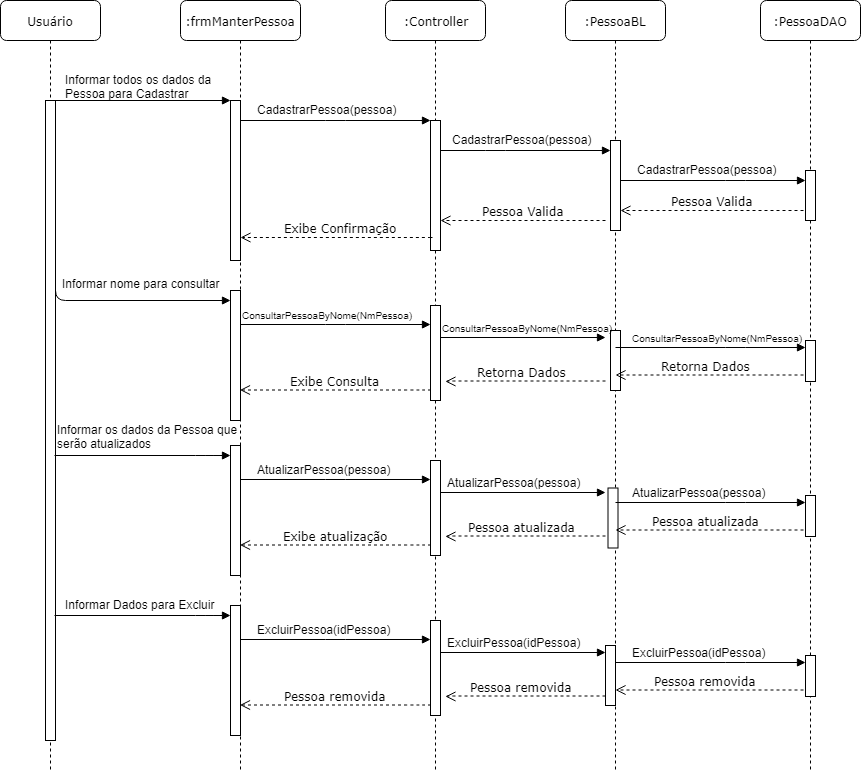 Usuário
:frmManterPessoa
:Controller
:PessoaBL
:PessoaDAO
Informar todos os dados da
Pessoa para Cadastrar
CadastrarPessoa(pessoa)
CadastrarPessoa(pessoa)
CadastrarPessoa(pessoa)
Pessoa Valida
Pessoa Valida
Exibe Confirmação
Informar nome para consultar
ConsultarPessoaByNome(NmPessoa)
ConsultarPessoaByNome(NmPessoa)
ConsultarPessoaByNome(NmPessoa)
Retorna Dados
Retorna Dados
Exibe Consulta
Informar os dados da Pessoa que
serão atualizados
AtualizarPessoa(pessoa)
AtualizarPessoa(pessoa)
AtualizarPessoa(pessoa)
Pessoa atualizada
Pessoa atualizada
Exibe atualização
Informar Dados para Excluir
ExcluirPessoa(idPessoa)
ExcluirPessoa(idPessoa)
ExcluirPessoa(idPessoa)
Pessoa removida
Pessoa removida
Pessoa removida